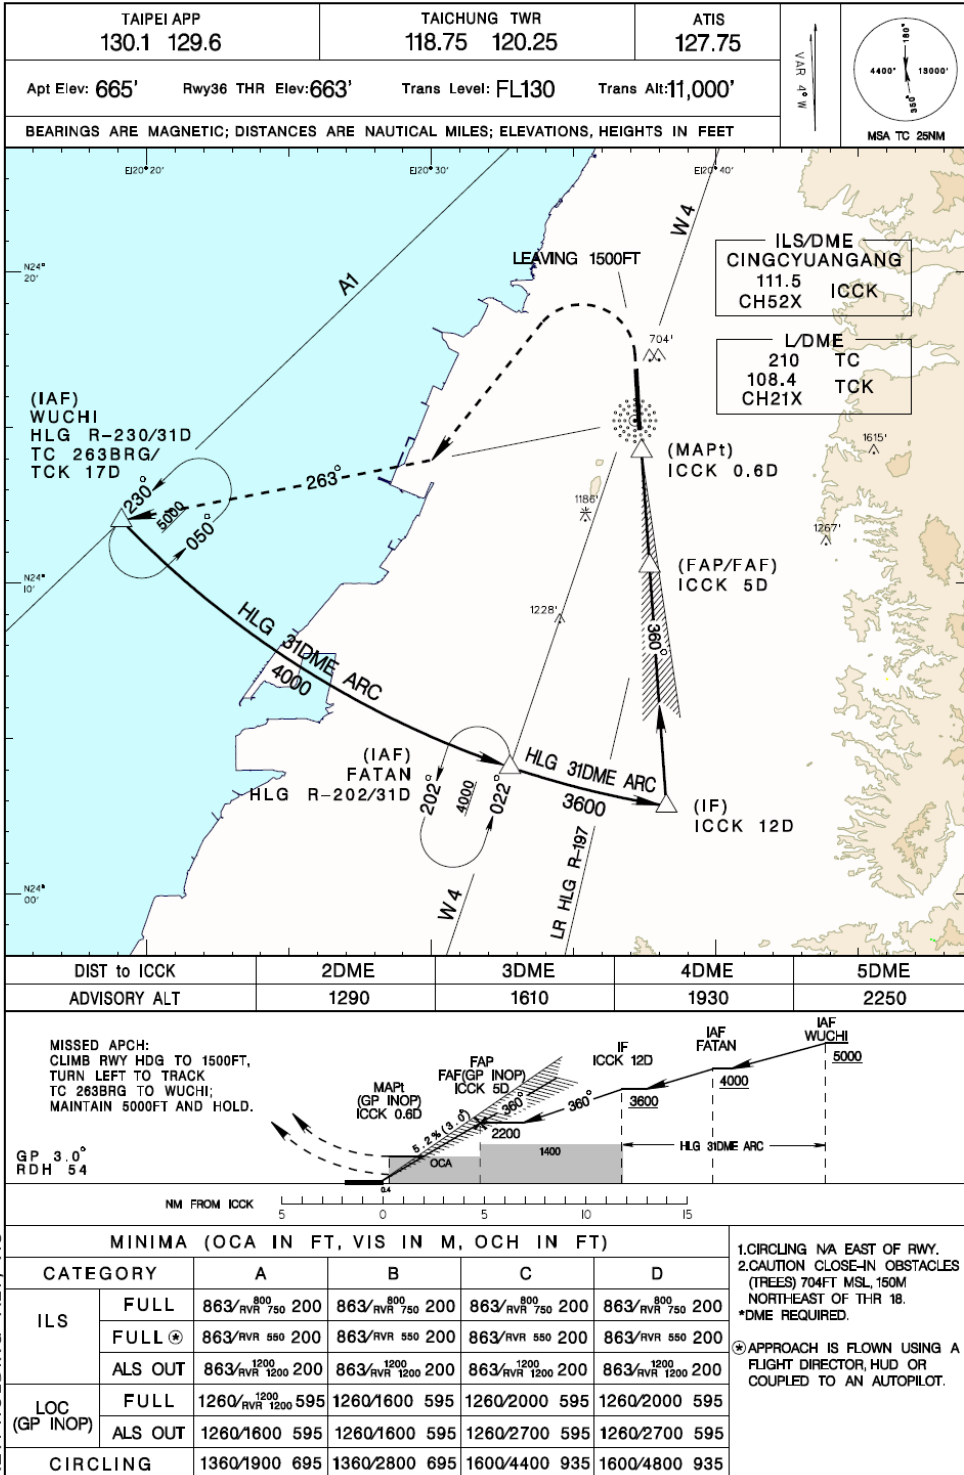 TAIPEI APP
130.1 129.6
TAICHUNG TWR
118.75 120.25
ATIS
127.75
VAR 4° W
180°
4400' 13000'
350°
MSA TC 25NM
Apt Elev: 665' Rwy36 THR Elev: 663' Trans Level: FL130 Trans Alt: 11,000'
BEARINGS ARE MAGNETIC; DISTANCES ARE NAUTICAL MILES; ELEVATIONS, HEIGHTS IN FEET
E120° 20' E120° 30' E120° 40'
W4
A1
LEAVING 1500FT
N24°
20'
ILS/DME
CINGCYUANGANG
111.5
CH52X
ICCK
704'
L/DME
210 TC
108.4
CH21X
TCK
(IAF)
WUCHI
HLG R-230/31D
TC 263BRG/
TCK 17D
1615'
(MAPt)
ICCK 0.6D
263°
230°
5000
050°
1186'
1267'
(FAP/FAF)
ICCK 5D
N24°
10'
1228'
360°
HLG 31DME ARC
4000
(IAF)
FATAN
HLG R-202/31D
202°
4000
022°
HLG 31DME ARC
3600
(IF)
ICCK 12D
LR HLG R-197
W4
N24°
00'
DIST to ICCK 2DME 3DME 4DME 5DME
ADVISORY ALT 1290 1610 1930 2250
MISSED APCH:
CLIMB RWY HDG TO 1500FT,
TURN LEFT TO TRACK
TC 263BRG TO WUCHI;
MAINTAIN 5000FT AND HOLD.
GP 3.0°
RDH 54
MAPt
(GP INOP)
ICCK 0.6D
FAP
FAF(GP INOP)
ICCK 5D
IF
ICCK 12D
IAF
FATAN
IAF
WUCHI
5000
4000
3600
360°
360°
5.2% (3.0°)
2200
OCA
1400
HLG 31DME ARC
0.4
NM FROM ICCK
5 0 5 10 15
MINIMA (OCA IN FT, VIS IN M, OCH IN FT)
CATEGORY A B C D
ILS
FULL 863/ 800 RVR 750 200 863/ 800 RVR 750 200 863/ 800 RVR 750 200 863/ 800 RVR 750 200
FULL ⊛ 863/RVR 550 200 863/RVR 550 200 863/RVR 550 200 863/RVR 550 200
ALS OUT 863/ 1200 RVR 1200 200 863/ 1200 RVR 1200 200 863/ 1200 RVR 1200 200 863/ 1200 RVR 1200 200
LOC
(GP INOP)
FULL 1260/ 1200 RVR 1200 595 1260/1600 595 1260/2000 595 1260/2000 595
ALS OUT 1260/1600 595 1260/1600 595 1260/2700 595 1260/2700 595
CIRCLING 1360/1900 695 1360/2800 695 1600/4400 935 1600/4800 935
1.CIRCLING N/A EAST OF RWY.
2.CAUTION CLOSE-IN OBSTACLES
(TREES) 704FT MSL, 150M
NORTHEAST OF THR 18.
*DME REQUIRED.
⊛APPROACH IS FLOWN USING A
FLIGHT DIRECTOR, HUD OR
COUPLED TO AN AUTOPILOT.